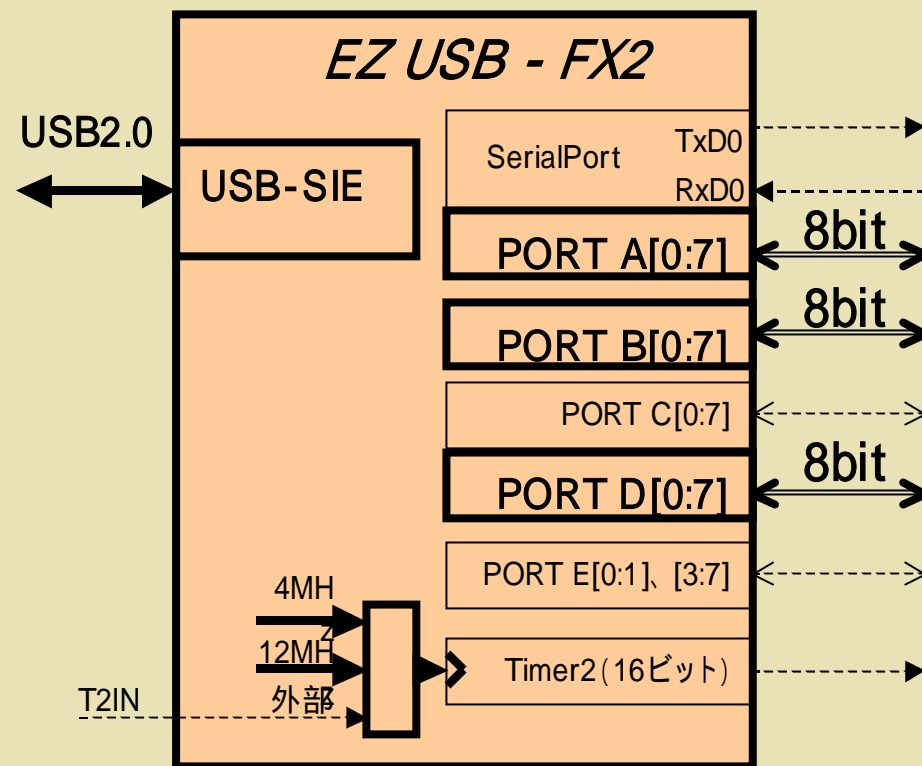 EZ USB - FX2
USB2.0
USB-SIE
SerialPort
TxD0
RxD0
PORT A[0:7]
8bit
PORT B[0:7]
8bit
PORT C[0:7]
PORT D[0:7]
8bit
PORT E[0:1]、[3:7]
4MH
z
12MH
z
外部
T2IN
Timer2(16ビット)